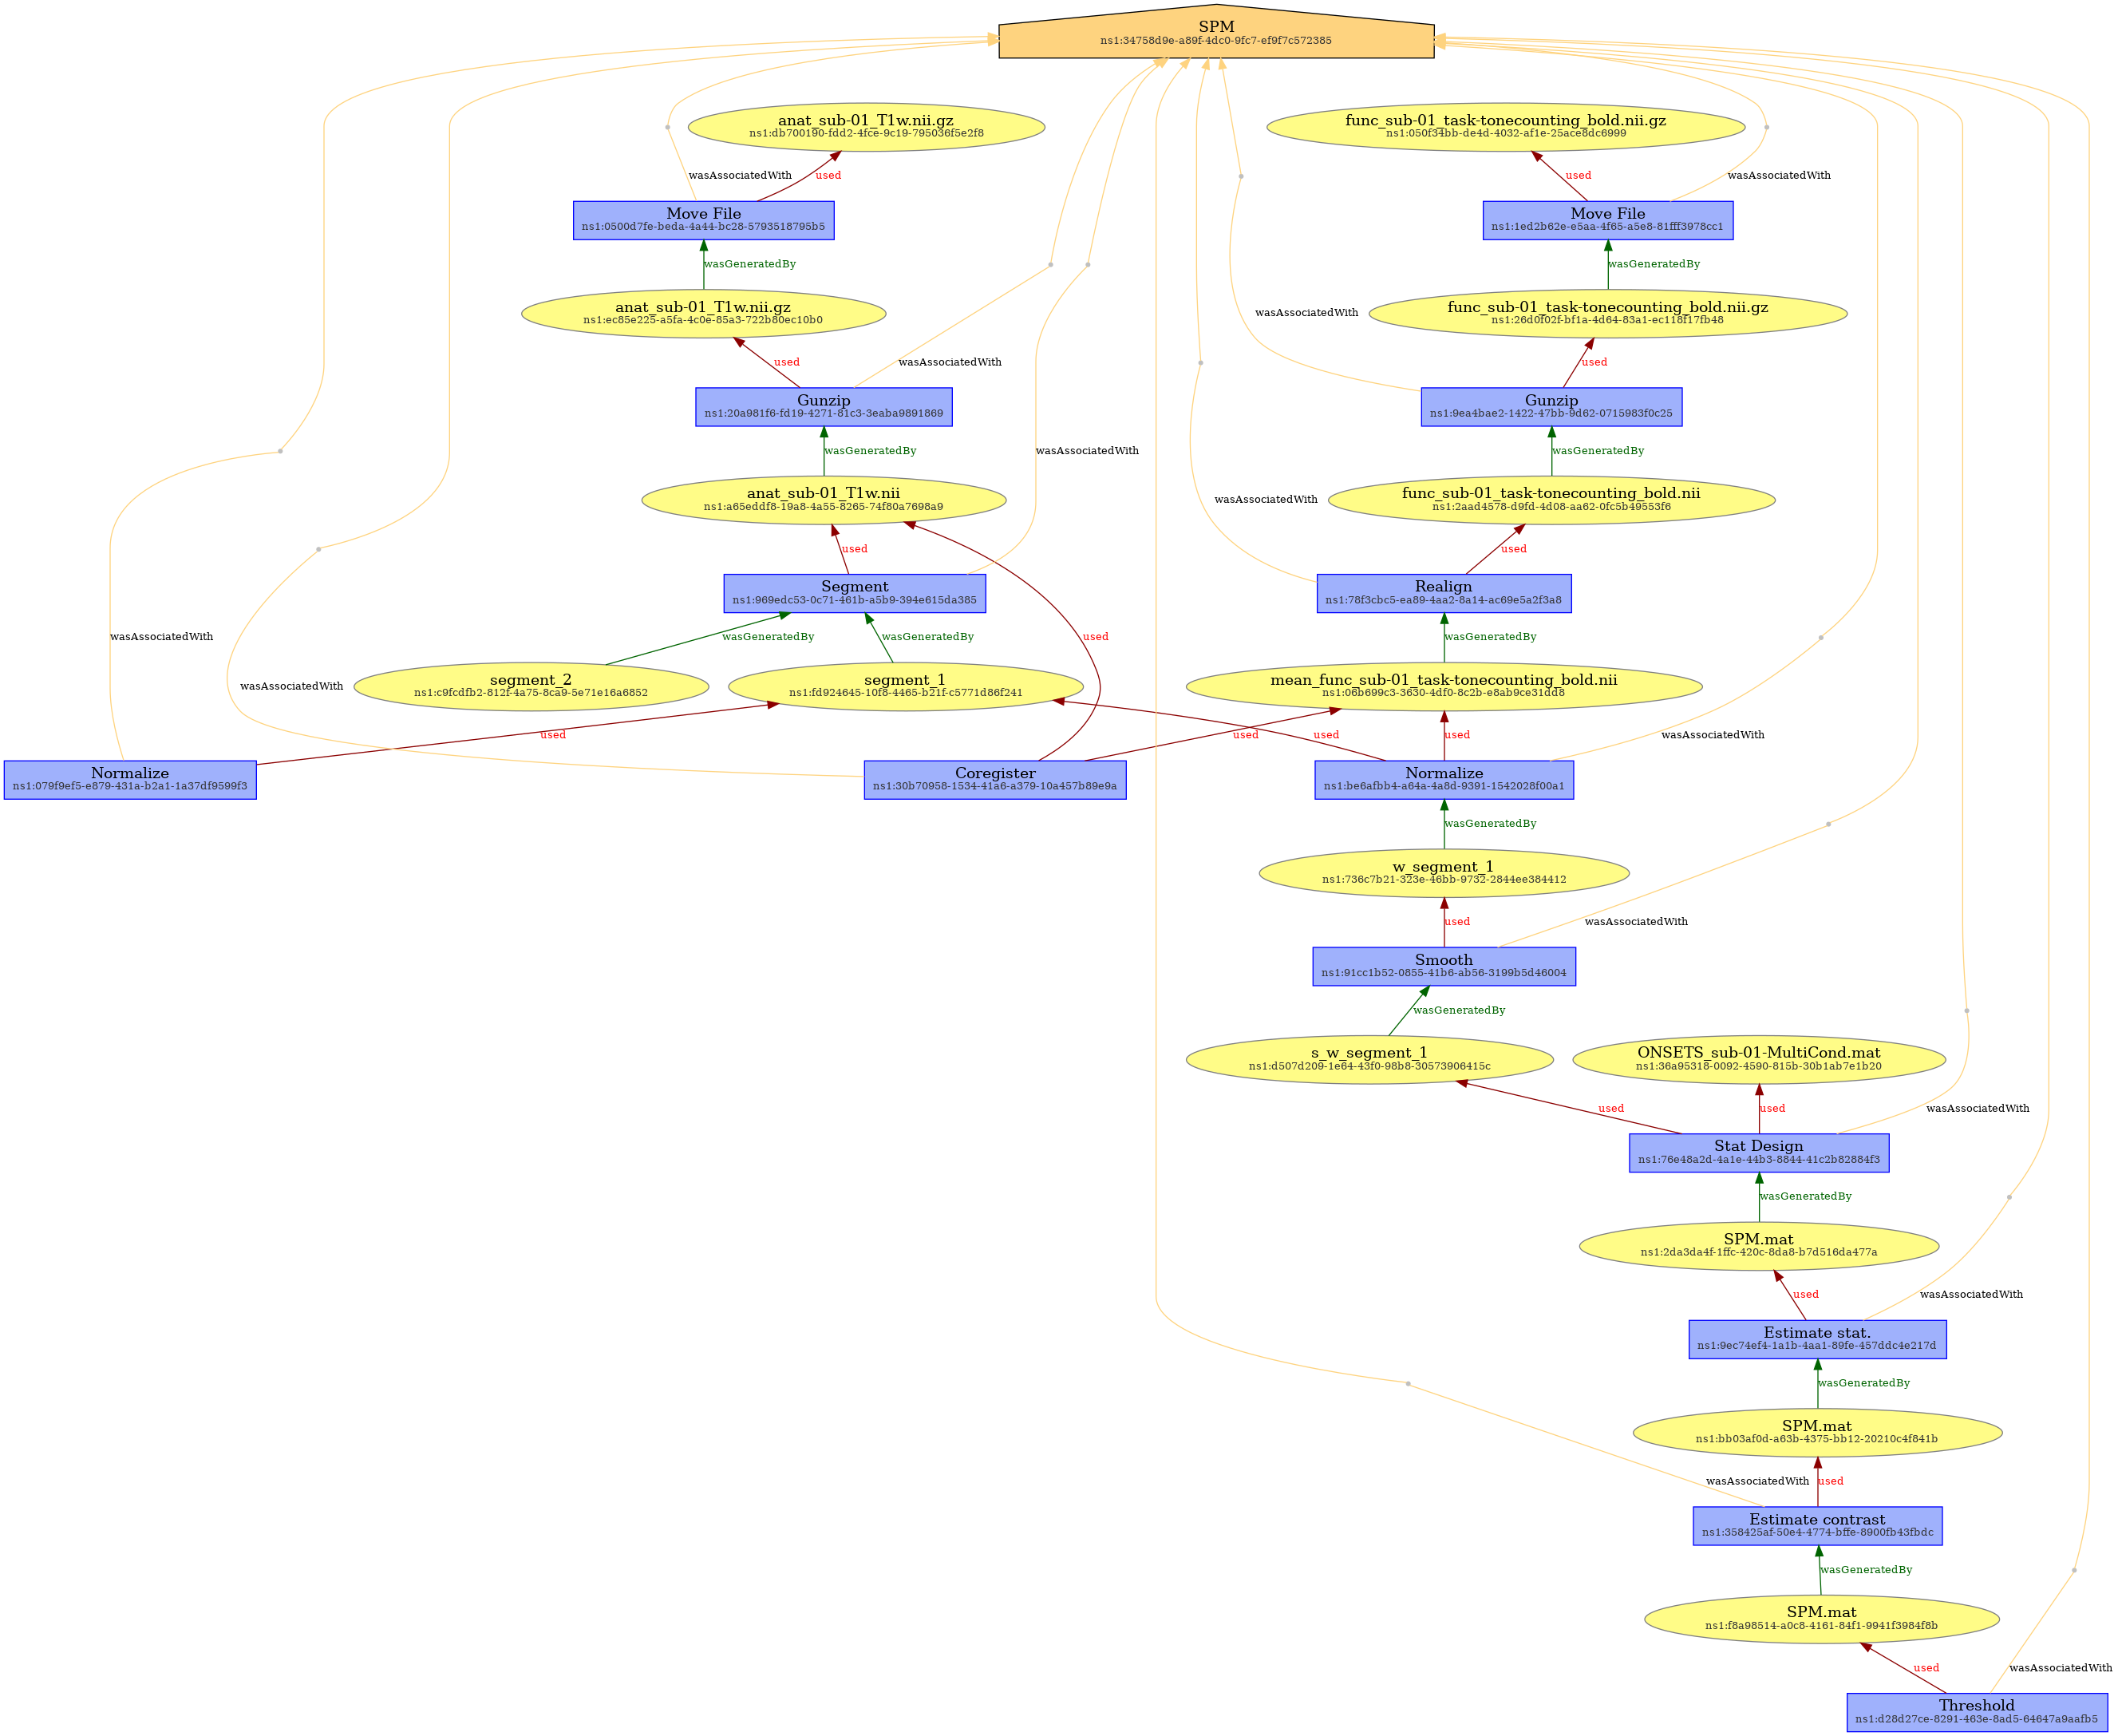 SPM
ns1:34758d9e-a89f-4dc0-9fc7-ef9f7c572385
anat_sub-01_T1w.nii.gz
ns1:db700190-fdd2-4fce-9c19-795036f5e2f8
func_sub-01_task-tonecounting_bold.nii.gz
ns1:050f34bb-de4d-4032-af1e-25ace8dc6999
wasAssociatedWith
used
used
wasAssociatedWith
Move File
ns1:0500d7fe-beda-4a44-bc28-5793518795b5
Move File
ns1:1ed2b62e-e5aa-4f65-a5e8-81fff3978cc1
wasGeneratedBy
wasGeneratedBy
anat_sub-01_T1w.nii.gz
ns1:ec85e225-a5fa-4c0e-85a3-722b80ec10b0
wasAssociatedWith
func_sub-01_task-tonecounting_bold.nii.gz
ns1:26d0f02f-bf1a-4d64-83a1-ec118f17fb48
used
wasAssociatedWith
used
Gunzip
ns1:20a981f6-fd19-4271-81c3-3eaba9891869
Gunzip
ns1:9ea4bae2-1422-47bb-9d62-0715983f0c25
wasGeneratedBy
wasAssociatedWith
wasGeneratedBy
anat_sub-01_T1w.nii
ns1:a65eddf8-19a8-4a55-8265-74f80a7698a9
wasAssociatedWith
func_sub-01_task-tonecounting_bold.nii
ns1:2aad4578-d9fd-4d08-aa62-0fc5b49553f6
used
used
Segment
ns1:969edc53-0c71-461b-a5b9-394e615da385
Realign
ns1:78f3cbc5-ea89-4aa2-8a14-ac69e5a2f3a8
wasAssociatedWith
wasGeneratedBy
wasGeneratedBy
used
wasGeneratedBy
wasAssociatedWith
segment_2
ns1:c9fcdfb2-812f-4a75-8ca9-5e71e16a6852
segment_1
ns1:fd924645-10f8-4465-b21f-c5771d86f241
mean_func_sub-01_task-tonecounting_bold.nii
ns1:06b699c3-3630-4df0-8c2b-e8ab9ce31dd8
used
used
used
used
wasAssociatedWith
Normalize
ns1:079f9ef5-e879-431a-b2a1-1a37df9599f3
Coregister
ns1:30b70958-1534-41a6-a379-10a457b89e9a
Normalize
ns1:be6afbb4-a64a-4a8d-9391-1542028f00a1
wasGeneratedBy
w_segment_1
ns1:736c7b21-323e-46bb-9732-2844ee384412
used
wasAssociatedWith
Smooth
ns1:91cc1b52-0855-41b6-ab56-3199b5d46004
wasGeneratedBy
s_w_segment_1
ns1:d507d209-1e64-43f0-98b8-30573906415c
ONSETS_sub-01-MultiCond.mat
ns1:36a95318-0092-4590-815b-30b1ab7e1b20
used
used
wasAssociatedWith
Stat Design
ns1:76e48a2d-4a1e-44b3-8844-41c2b82884f3
wasGeneratedBy
SPM.mat
ns1:2da3da4f-1ffc-420c-8da8-b7d516da477a
used
wasAssociatedWith
Estimate stat.
ns1:9ec74ef4-1a1b-4aa1-89fe-457ddc4e217d
wasGeneratedBy
SPM.mat
ns1:bb03af0d-a63b-4375-bb12-20210c4f841b
wasAssociatedWith
used
Estimate contrast
ns1:358425af-50e4-4774-bffe-8900fb43fbdc
wasGeneratedBy
SPM.mat
ns1:f8a98514-a0c8-4161-84f1-9941f3984f8b
used
wasAssociatedWith
Threshold
ns1:d28d27ce-8291-463e-8ad5-64647a9aafb5